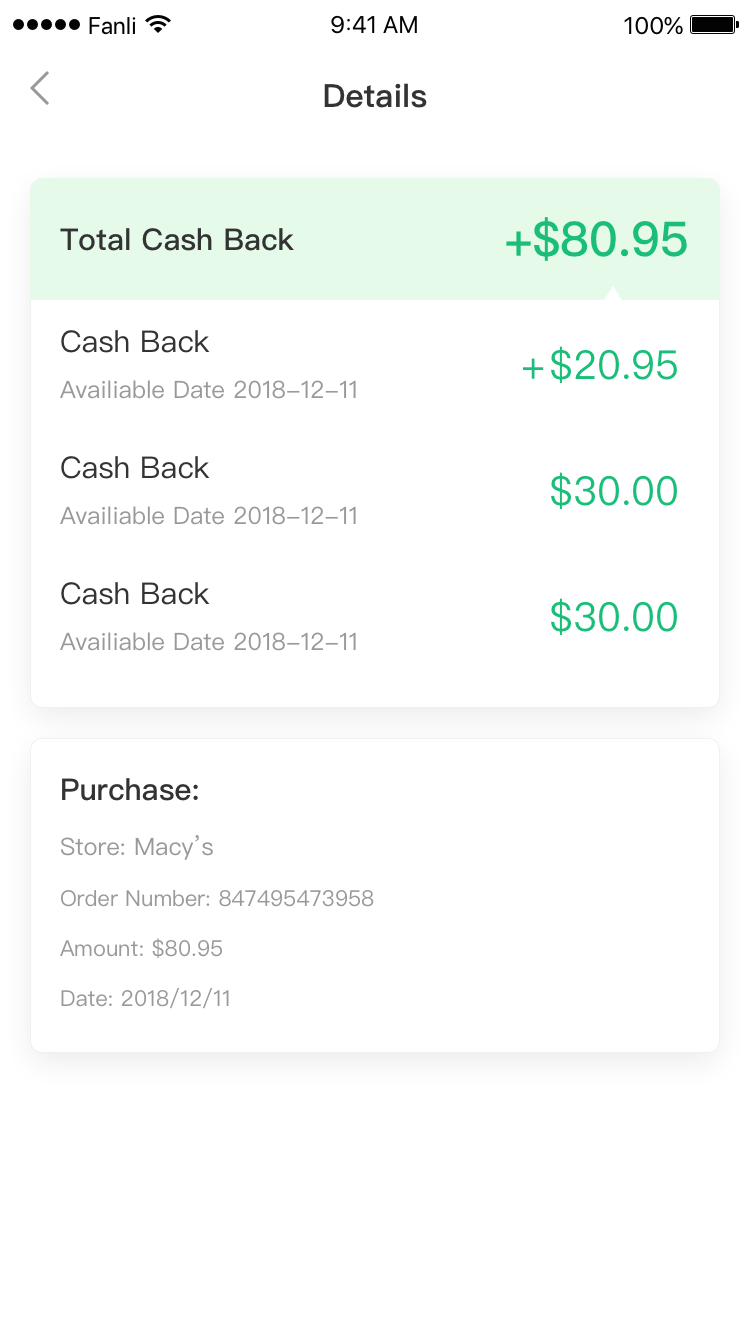 ●●●●● Fanli 9:41 AM 100%
Details
Total Cash Back +$80.95
Cash Back
+$20.95
Availiable Date 2018–12–11
Cash Back
$30.00
Availiable Date 2018–12–11
Cash Back
$30.00
Availiable Date 2018–12–11
Purchase:
Store: Macy’s
Order Number: 847495473958
Amount: $80.95
Date: 2018/12/11